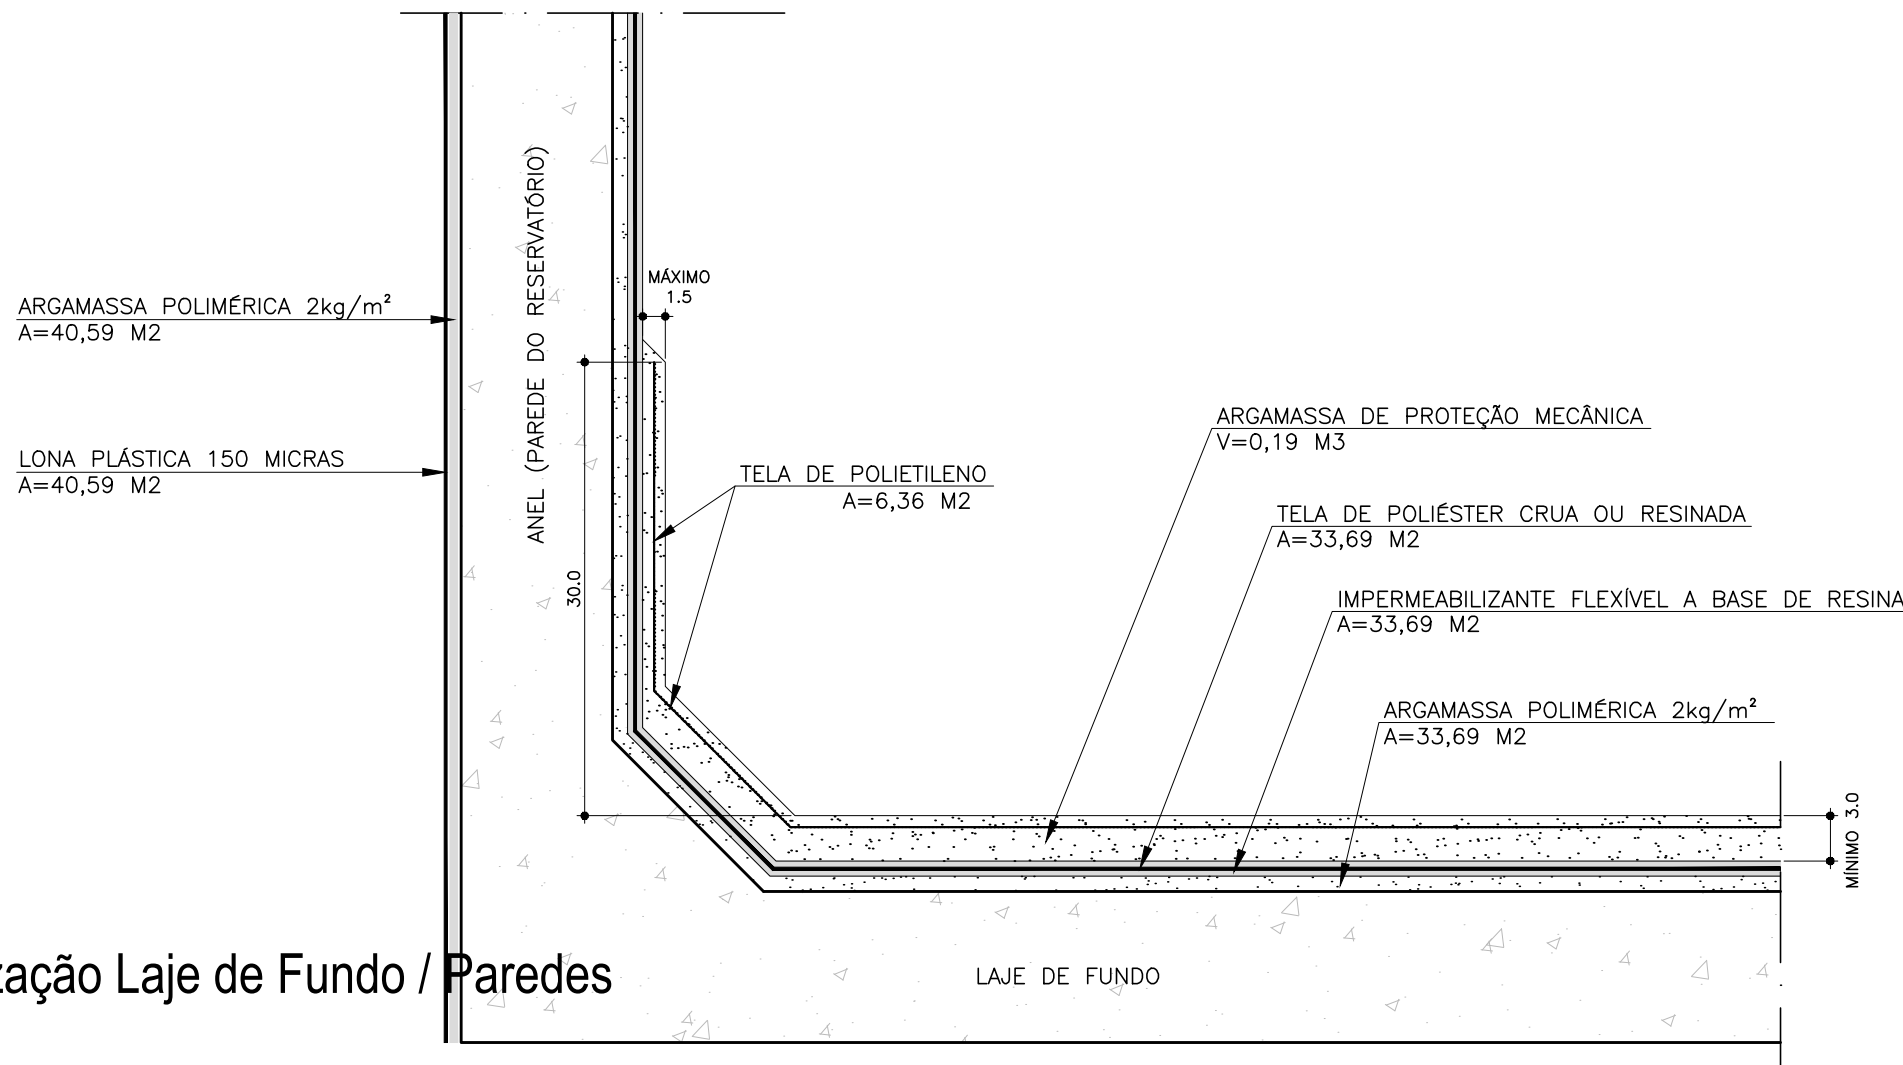 MÁXIMO
1.5
ARGAMASSA POLIMÉRICA 2kg/m²
A=40,59 M2
ANEL (PAREDE DO RESERVATÓRIO)
LONA PLÁSTICA 150 MICRAS
A=40,59 M2
30.0
TELA DE POLIETILENO
A=6,36 M2
ARGAMASSA DE PROTEÇÃO MECÂNICA
V=0,19 M3
TELA DE POLIÉSTER CRUA OU RESINADA
A=33,69 M2
IMPERMEABILIZANTE FLEXÍVEL A BASE DE RESINA
A=33,69 M2
ARGAMASSA POLIMÉRICA 2kg/m²
A=33,69 M2
MÍNIMO 3.0
LAJE DE FUNDO
zação Laje de Fundo / Paredes